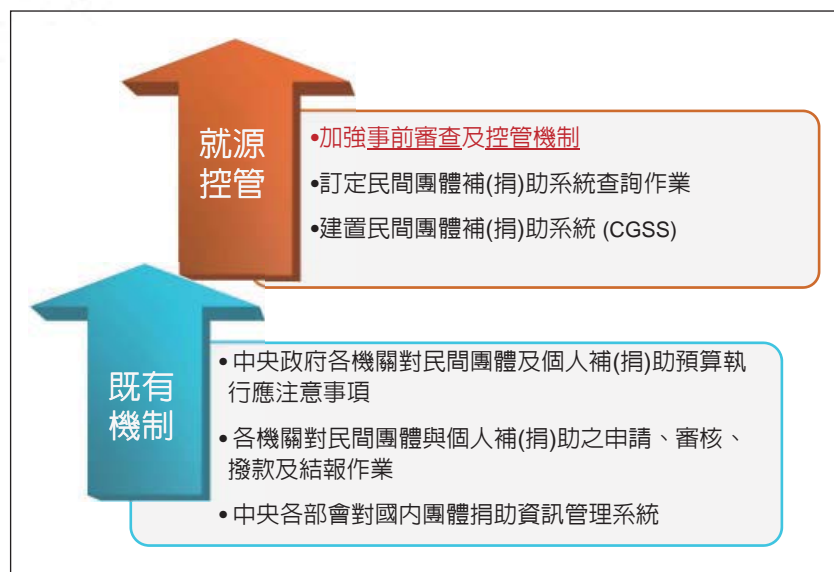 就源
控管
•加強事前審查及控管機制
•訂定民間團體補(捐)助系統查詢作業
•建置民間團體補(捐)助系統 (CGSS)
既有
機制
•中央政府各機關對民間團體及個人補(捐)助預算執
行應注意事項
•各機關對民間團體與個人補(捐)助之申請、審核、
撥款及結報作業
•中央各部會對國內團體捐助資訊管理系統